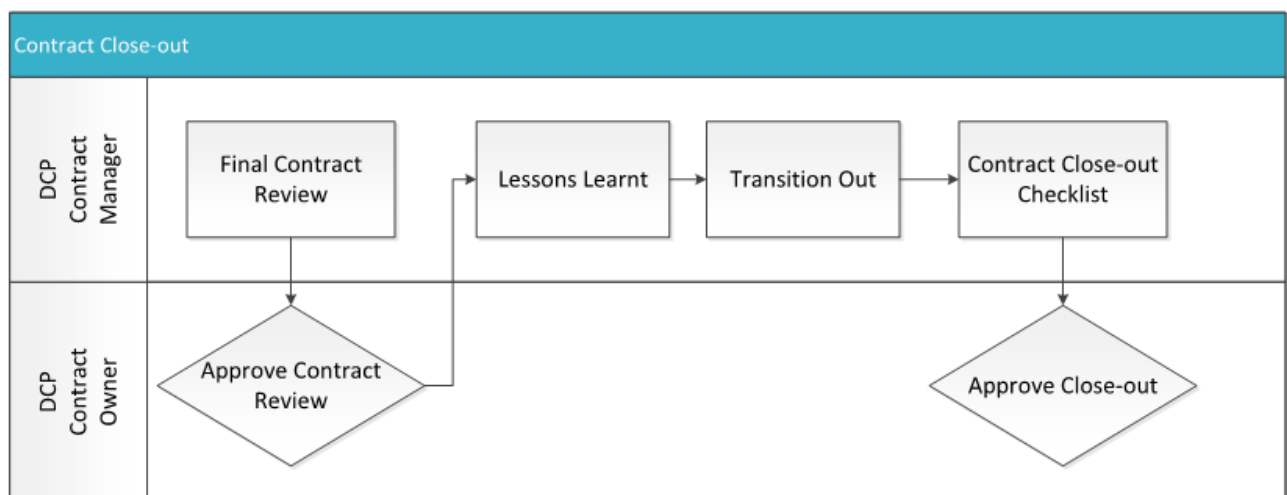 Contract Close-out
DCP
Contract
Manager
Final Contract
Review
Lessons Learnt
Transition Out
Contract Close-out
Checklist
DCP
Contract
Owner
Approve Contract
Review
Approve Close-out